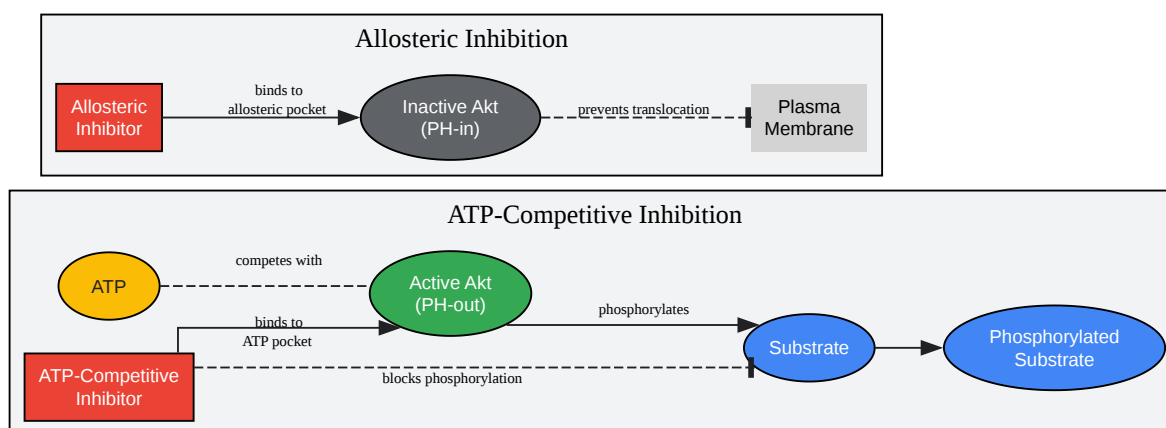 Allosteric Inhibition
Allosteric
Inhibitor
binds to
allosteric pocket
Inactive Akt
(PH-in)
prevents translocation
Plasma
Membrane
ATP-Competitive Inhibition
ATP
competes with
Active Akt
(PH-out)
binds to
ATP pocket
phosphorylates
Substrate
Phosphorylated
Substrate
ATP-Competitive
Inhibitor
blocks phosphorylation